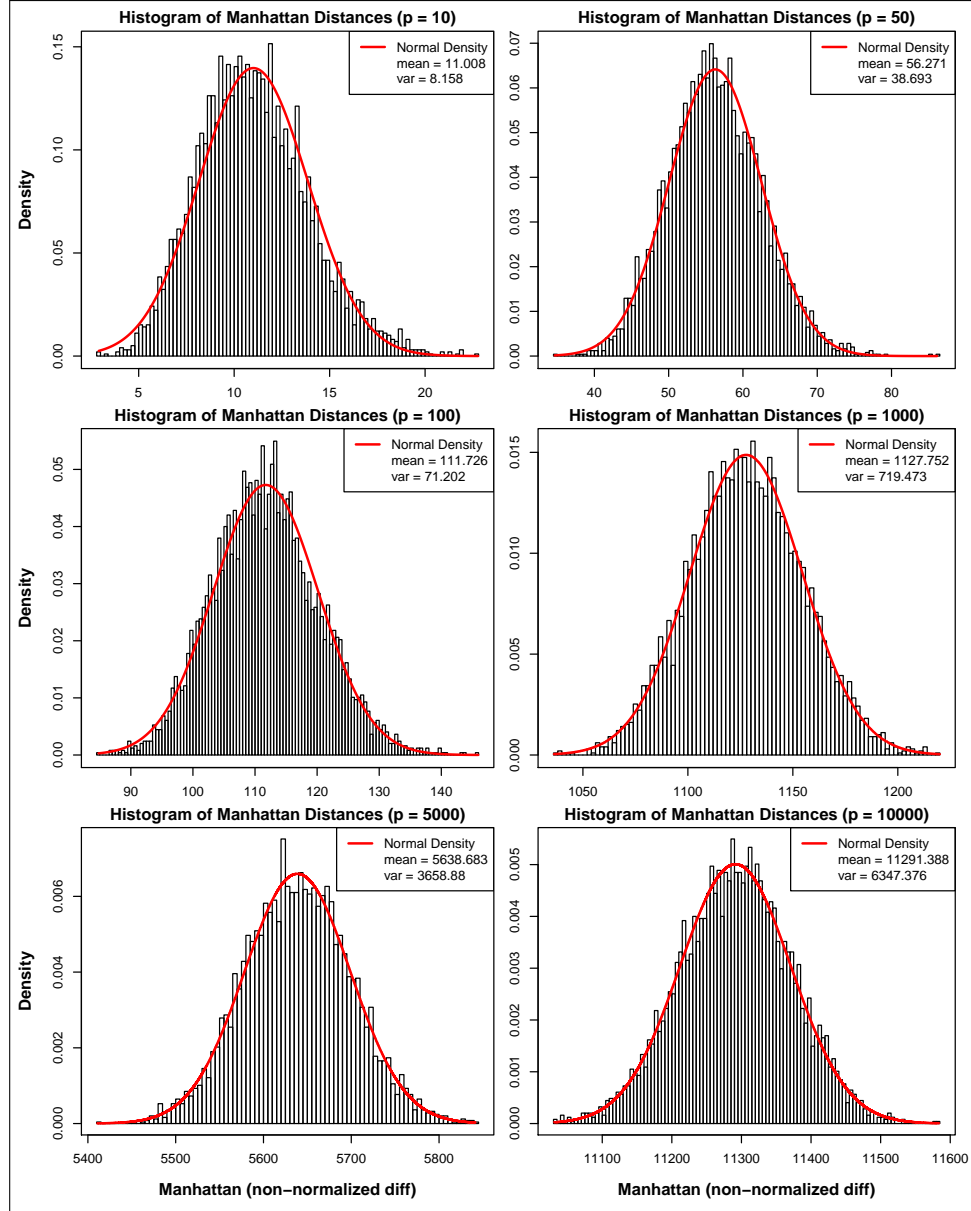 Histogram of Manhattan Distances (p = 10)
Normal Density
mean = 11.008
var = 8.158
Density
0.00
0.05
0.10
0.15
5
10
15
20
Histogram of Manhattan Distances (p = 50)
Normal Density
mean = 56.271
var = 38.693
0.00
0.01
0.02
0.03
0.04
0.05
0.06
0.07
40
50
60
70
80
Histogram of Manhattan Distances (p = 100)
Normal Density
mean = 111.726
var = 71.202
Density
0.00
0.01
0.02
0.03
0.04
0.05
90
100
110
120
130
140
Histogram of Manhattan Distances (p = 1000)
Normal Density
mean = 1127.752
var = 719.473
0.000
0.005
0.010
0.015
1050
1100
1150
1200
Histogram of Manhattan Distances (p = 5000)
Normal Density
mean = 5638.683
var = 3658.88
Density
0.000
0.002
0.004
0.006
5400
5500
5600
5700
5800
Manhattan (non−normalized diff)
Histogram of Manhattan Distances (p = 10000)
Normal Density
mean = 11291.388
var = 6347.376
0.000
0.001
0.002
0.003
0.004
0.005
11100
11200
11300
11400
11500
11600
Manhattan (non−normalized diff)